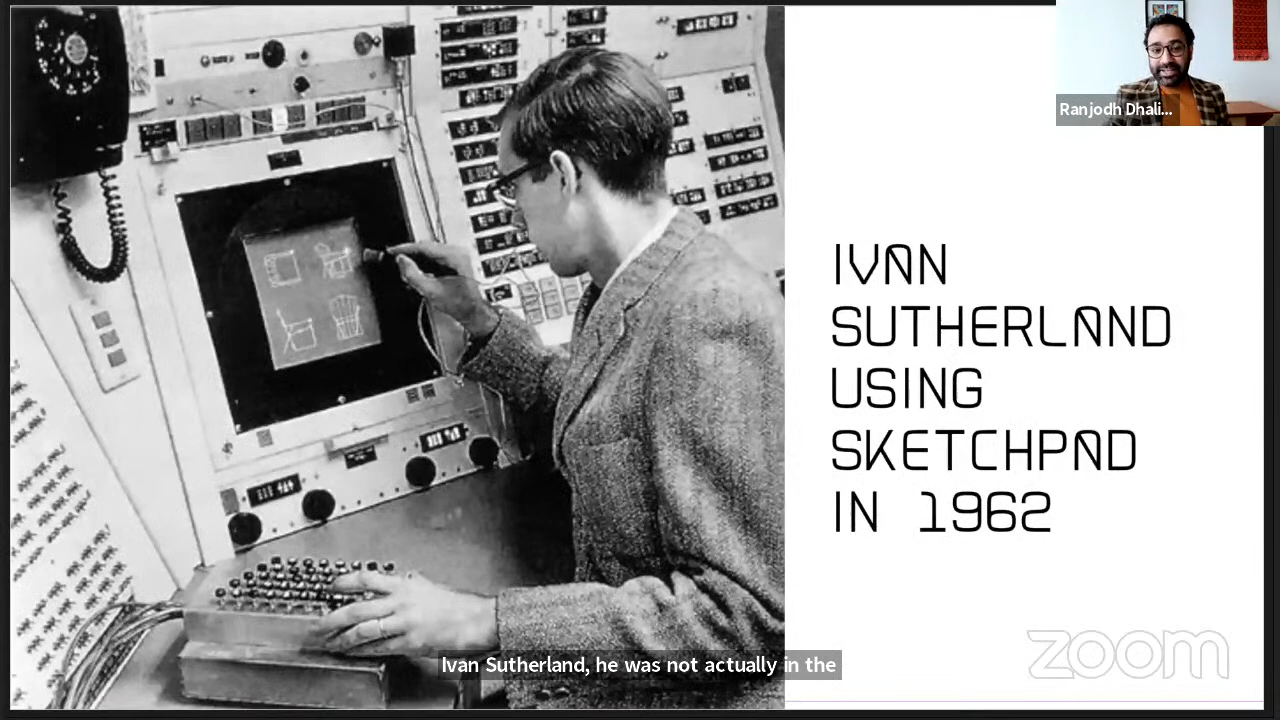 Ranjodh Dhali...
IVAN
SUTHERLAND
USING
SKETCHPAD
IN 1962
zoom
Ivan Sutherland, he was not actually in the